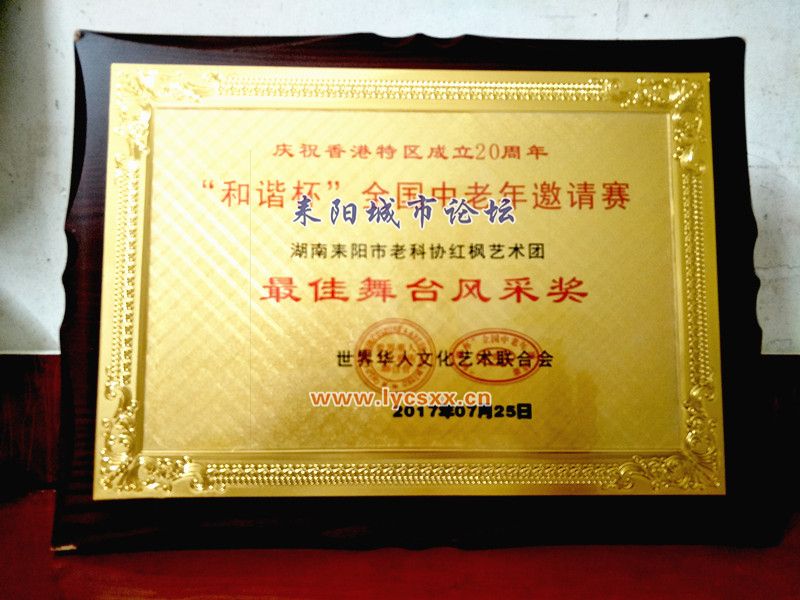 庆祝香港特区成立20周年
“和谐杯”全国中老年邀请赛
耒阳城市论坛
湖南耒阳市老科协红枫艺术团
最佳舞台风采奖
世界华人文化艺术联合会
www.lycsxx.cn
2017年07月25日